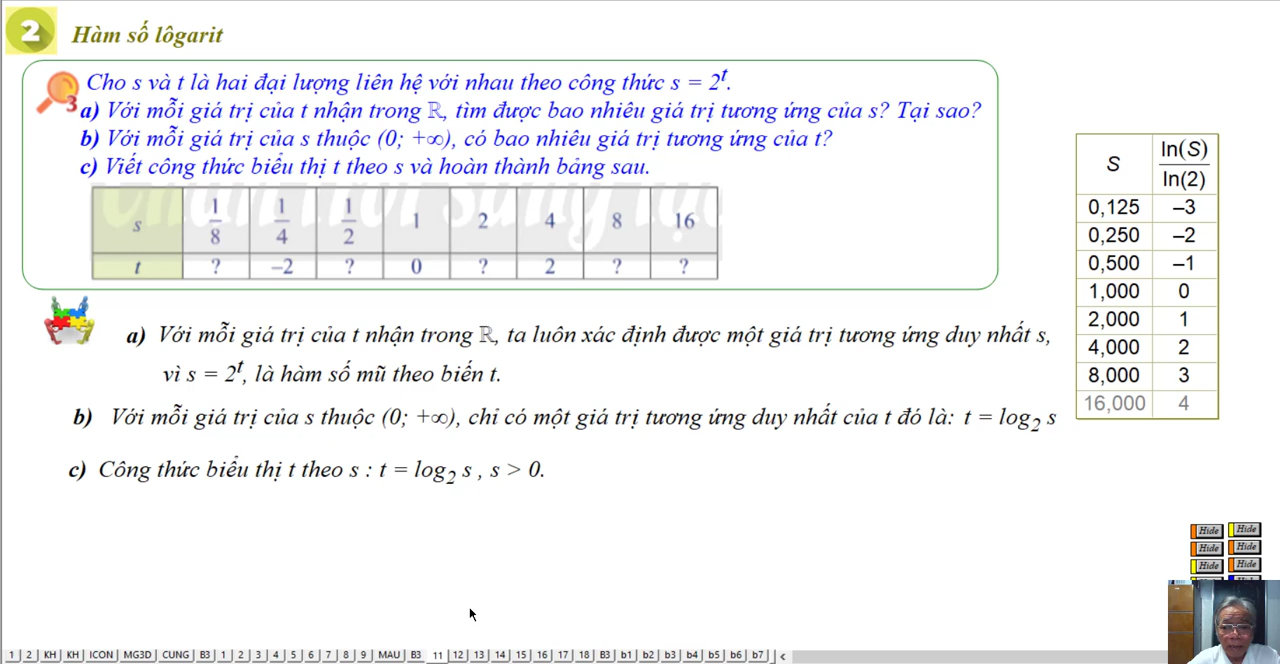 2 Hàm số lôgarit
3
Cho s và t là hai đại lượng liên hệ với nhau theo công thức s = 2^t.
a) Với mỗi giá trị của t nhận trong ℝ, tìm được bao nhiêu giá trị tương ứng của s? Tại sao?
b) Với mỗi giá trị của s thuộc (0; +∞), có bao nhiêu giá trị tương ứng của t?
c) Viết công thức biểu thị t theo s và hoàn thành bảng sau.
s 1/8 1/4 1/2 1 2 4 8 16
t ? –2 ? 0 ? 2 ? ?
a) Với mỗi giá trị của t nhận trong ℝ, ta luôn xác định được một giá trị tương ứng duy nhất s,
vì s = 2^t, là hàm số mũ theo biến t.
b) Với mỗi giá trị của s thuộc (0; +∞), chỉ có một giá trị tương ứng duy nhất của t đó là: t = log₂ s
c) Công thức biểu thị t theo s : t = log₂ s , s > 0.
S ln(S)/ln(2)
0,125 –3
0,250 –2
0,500 –1
1,000 0
2,000 1
4,000 2
8,000 3
16,000 4
Hide Hide
Hide Hide
Hide Hide
1 2 KH KH ICON MG3D CUNG B3 1 2 3 4 5 6 7 8 9 MAU B3 11 12 13 14 15 16 17 18 B3 b1 b2 b3 b4 b5 b6 b7 <